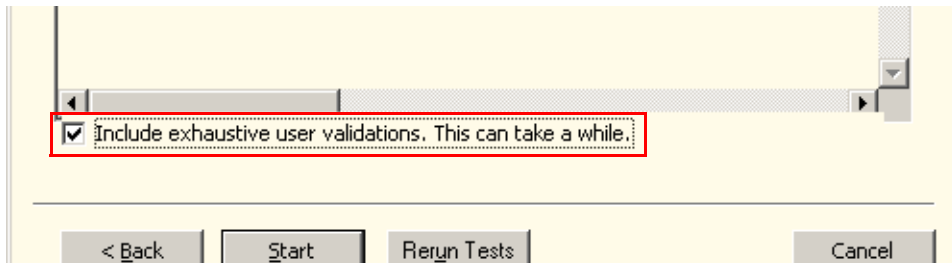 Include exhaustive user validations. This can take a while.
< Back Start Rerun Tests Cancel